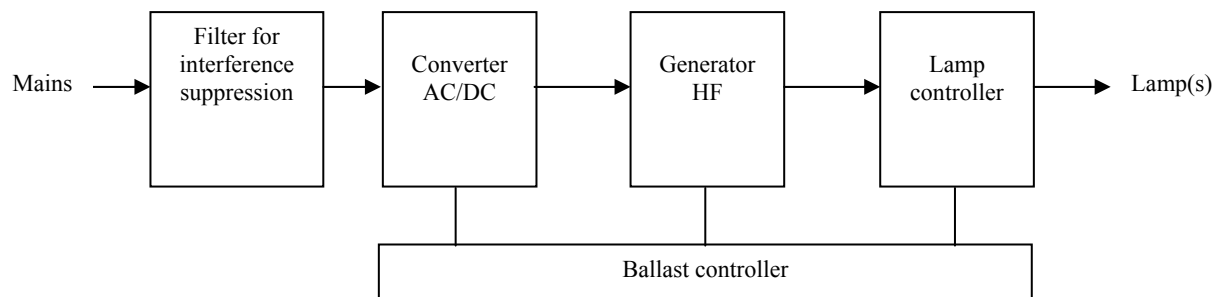 Mains
Filter for
interference
suppression
Converter
AC/DC
Generator
HF
Lamp
controller
Lamp(s)
Ballast controller